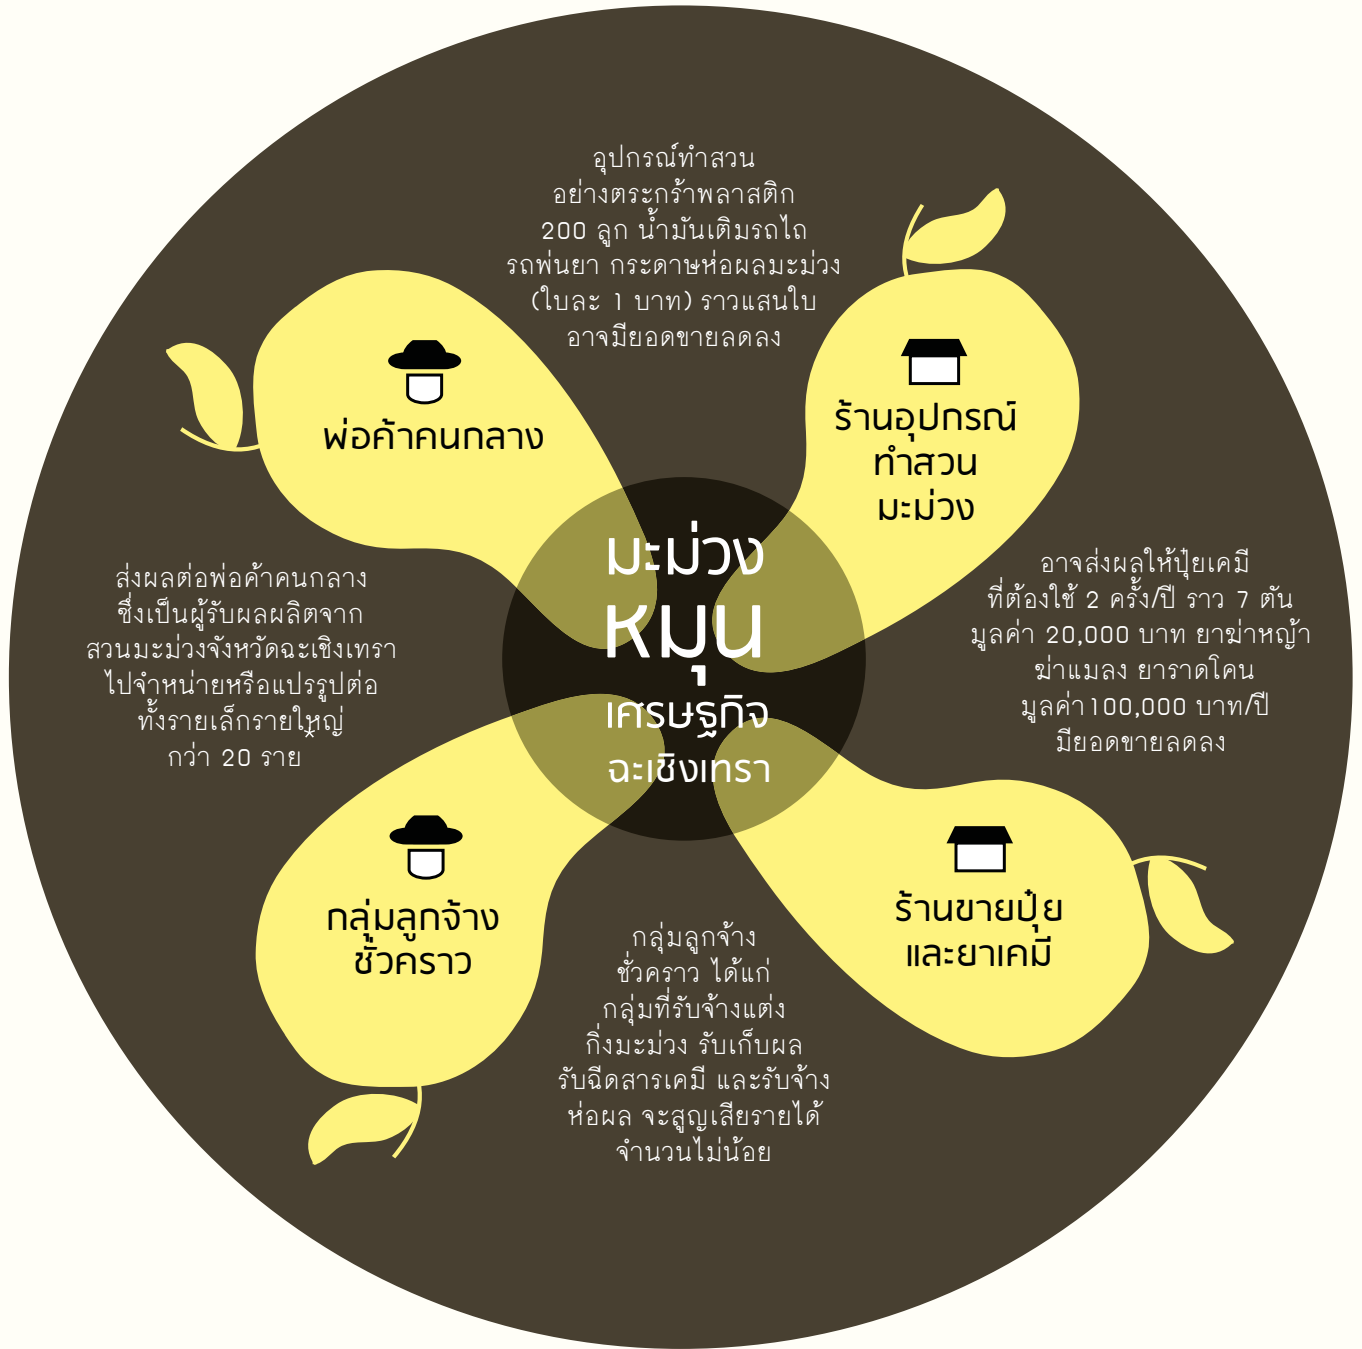 อุปกรณ์ทำสวน
อย่างตระกร้าพลาสติก
200 ลูก น้ำมันเติมรถไถ
รถพ่นยา กระดาษห่อผลมะม่วง
(ใบละ 1 บาท) ราวแสนใบ
อาจมียอดขายลดลง
พ่อค้าคนกลาง
ร้านอุปกรณ์
ทำสวน
มะม่วง
มะม่วง
หมุน
เศรษฐกิจ
ฉะเชิงเทรา
ส่งผลต่อพ่อค้าคนกลาง
ซึ่งเป็นผู้รับผลผลิตจาก
สวนมะม่วงจังหวัดฉะเชิงเทรา
ไปจำหน่ายหรือแปรรูปต่อ
ทั้งรายเล็กรายใหญ่
กว่า 20 ราย*
อาจส่งผลให้ปุ๋ยเคมี
ที่ต้องใช้ 2 ครั้ง/ปี ราว 7 ตัน
มูลค่า 20,000 บาท ยาฆ่าหญ้า
ฆ่าแมลง ยาราดโคน
มูลค่า100,000 บาท/ปี
มียอดขายลดลง
กลุ่มลูกจ้าง
ชั่วคราว
ร้านขายปุ๋ย
และยาเคมี
กลุ่มลูกจ้าง
ชั่วคราว ได้แก่
กลุ่มที่รับจ้างแต่ง
กิ่งมะม่วง รับเก็บผล
รับฉีดสารเคมี และรับจ้าง
ห่อผล จะสูญเสียรายได้
จำนวนไม่น้อย